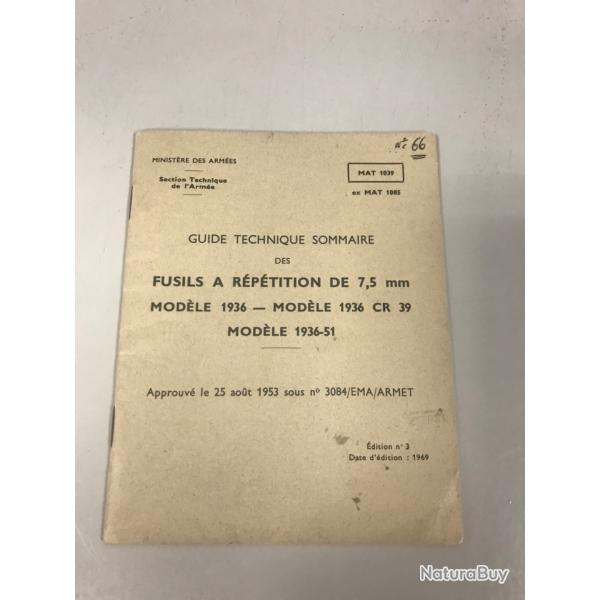 66
MINISTÈRE DES ARMÉES
Section Technique
de l'Armée
MAT 1039
ex MAT 1085
GUIDE TECHNIQUE SOMMAIRE
DES
FUSILS A RÉPÉTITION DE 7,5 mm
MODÈLE 1936 — MODÈLE 1936 CR 39
MODÈLE 1936-51
Approuvé le 25 août 1953 sous nº 3084/EMA/ARMET
Édition nº 3
Date d'édition : 1969
NaturaBuy